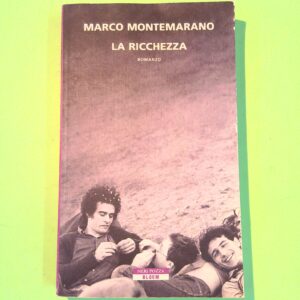 MARCO MONTEMARANO
LA RICCHEZZA
ROMANZO
NERI POZZA
BLOOM